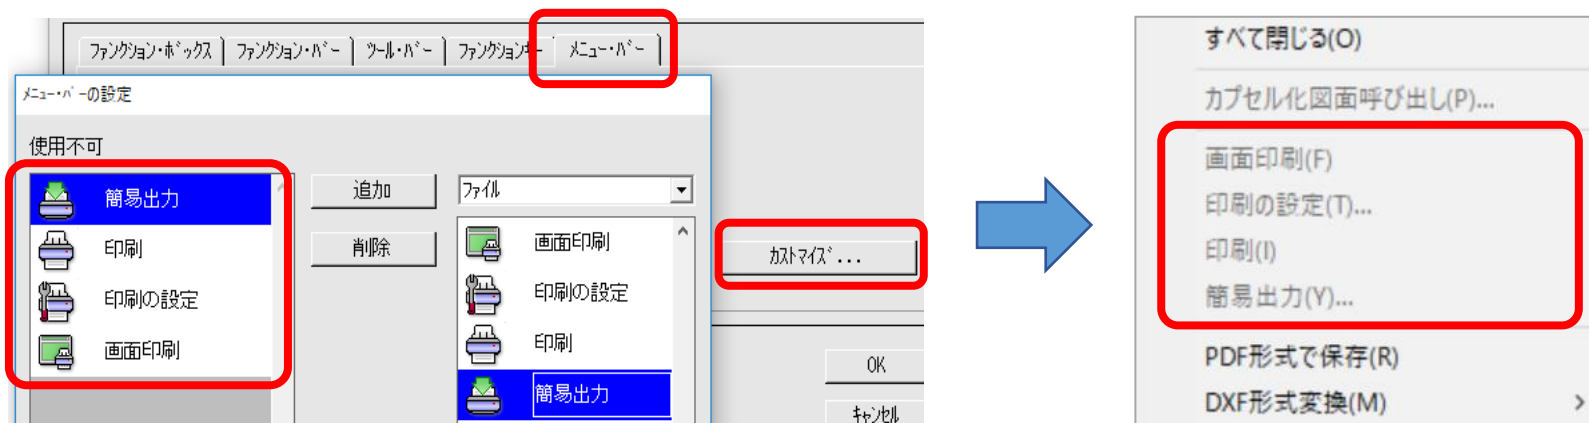 ﾌｧﾝｸｼｮﾝ･ﾎﾞｯｸｽ
ﾌｧﾝｸｼｮﾝ･ﾊﾞｰ
ﾂｰﾙ･ﾊﾞｰ
ﾌｧﾝｸｼｮﾝｷｰ
ﾒﾆｭｰ･ﾊﾞｰ
ﾒﾆｭｰ･ﾊﾞｰの設定
使用不可
簡易出力
印刷
印刷の設定
画面印刷
追加
削除
ﾌｧｲﾙ
画面印刷
印刷の設定
印刷
簡易出力
ｶｽﾀﾏｲｽﾞ...
OK
ｷｬﾝｾﾙ
すべて閉じる(O)
カプセル化図面呼び出し(P)...
画面印刷(F)
印刷の設定(T)...
印刷(I)
簡易出力(Y)...
PDF形式で保存(R)
DXF形式変換(M)